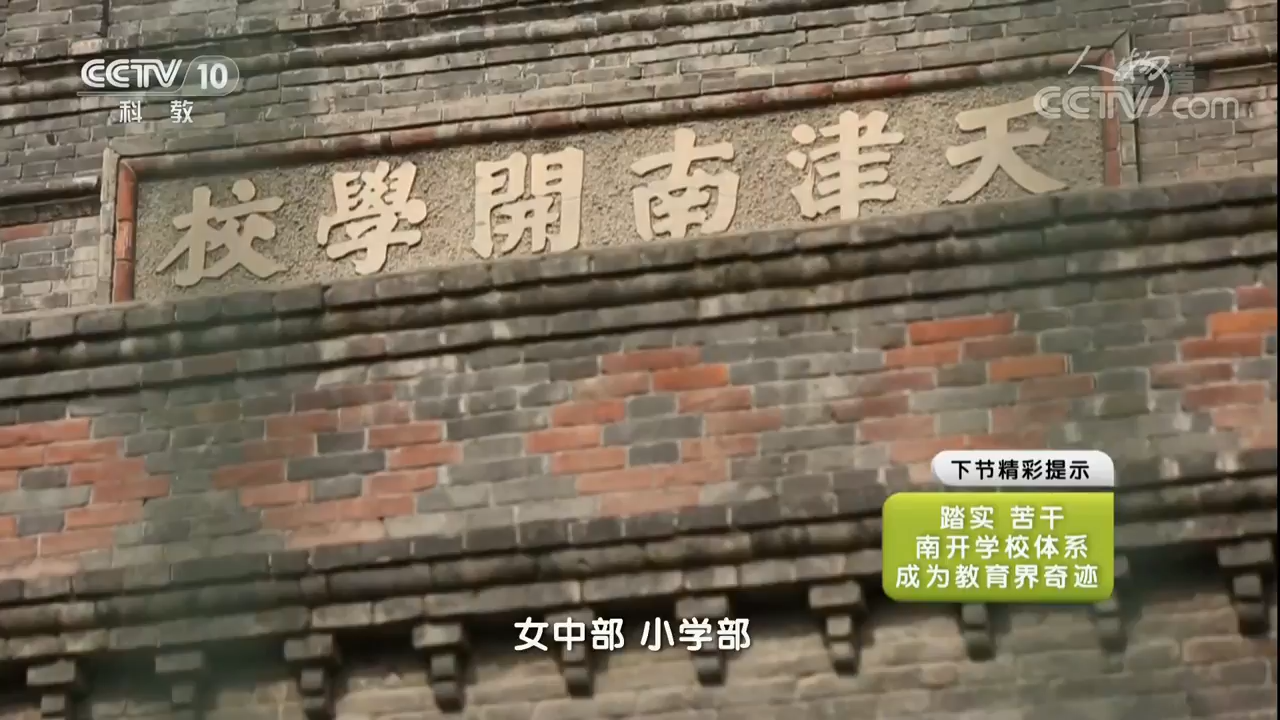 CCTV 10
科教
人物
CCTV.com
天津南開學校
下节精彩提示
踏实 苦干
南开学校体系
成为教育界奇迹
女中部 小学部